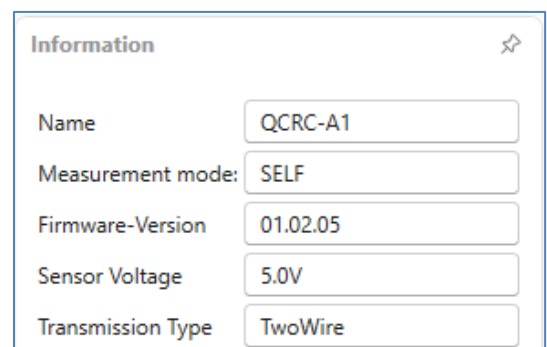 Information
Name QCRC-A1
Measurement mode: SELF
Firmware-Version 01.02.05
Sensor Voltage 5.0V
Transmission Type TwoWire